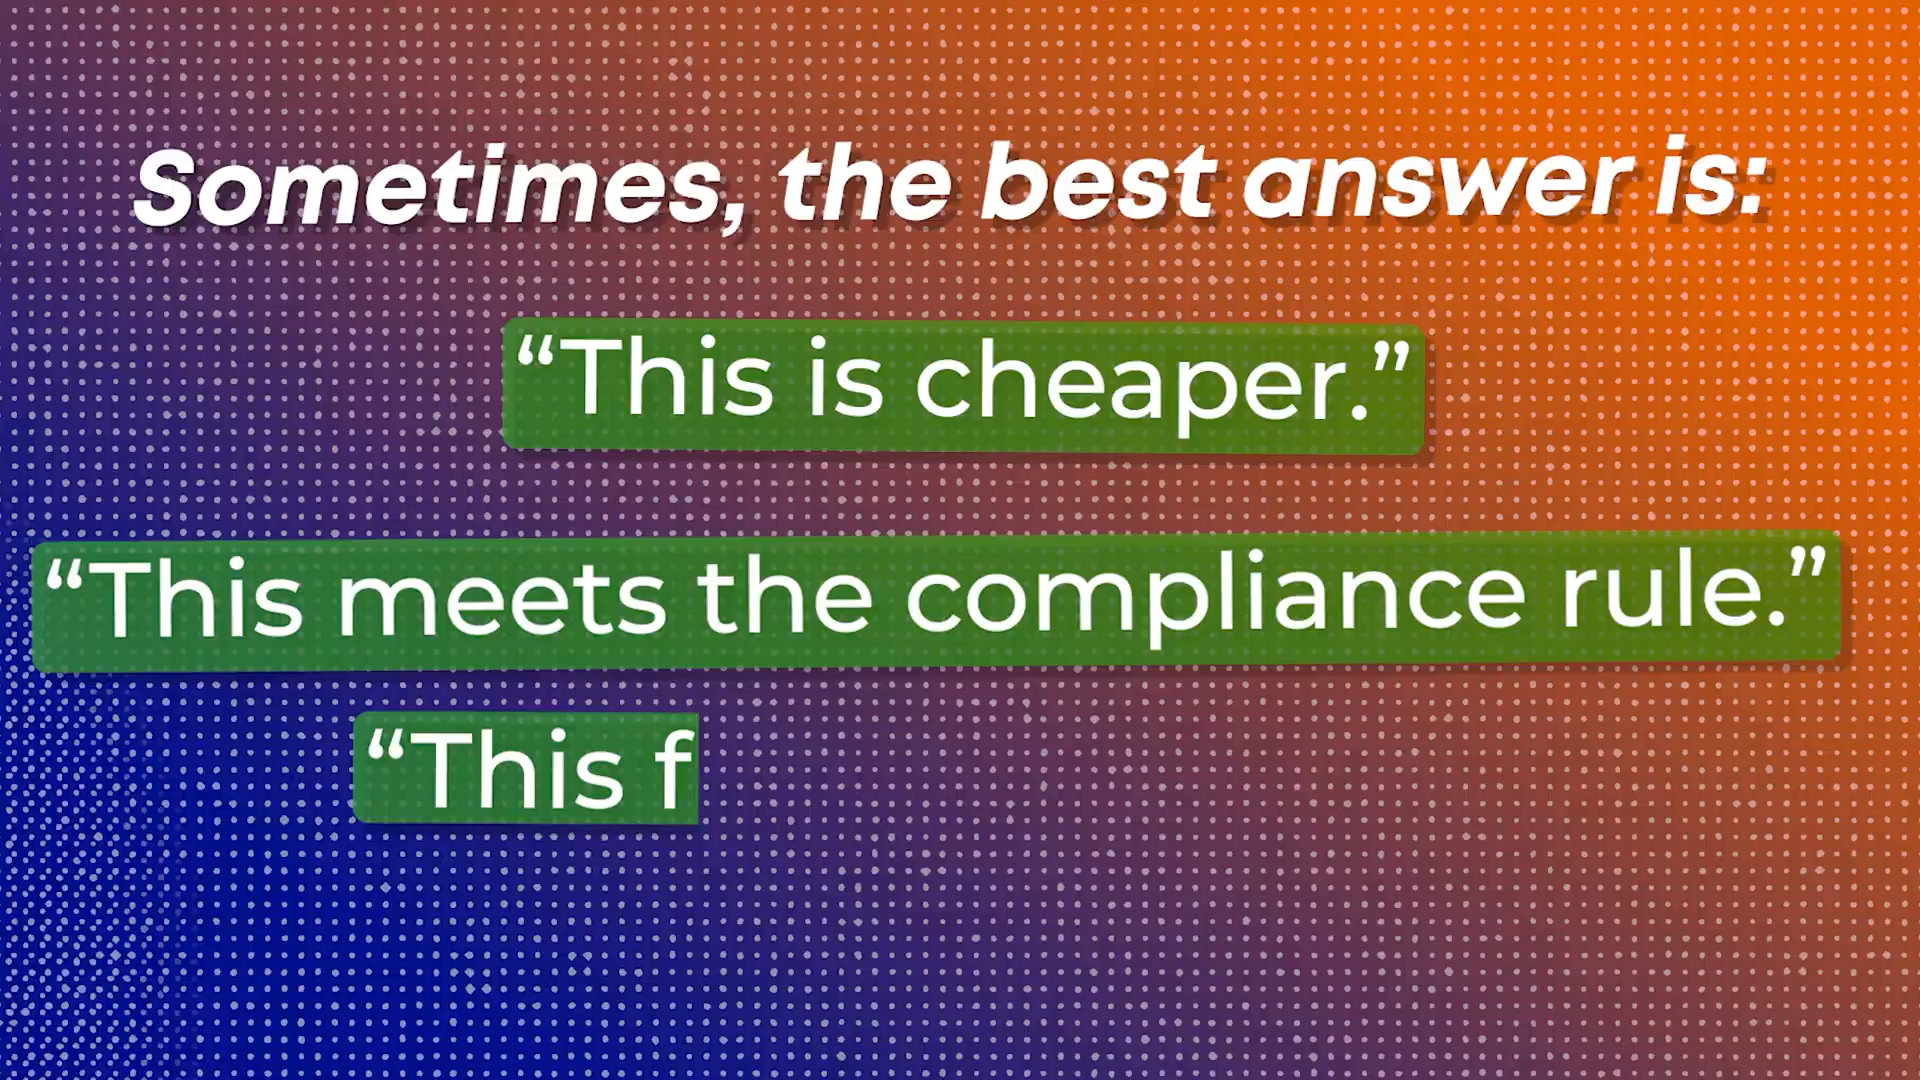 Sometimes, the best answer is:
“This is cheaper.”
“This meets the compliance rule.”
“This f